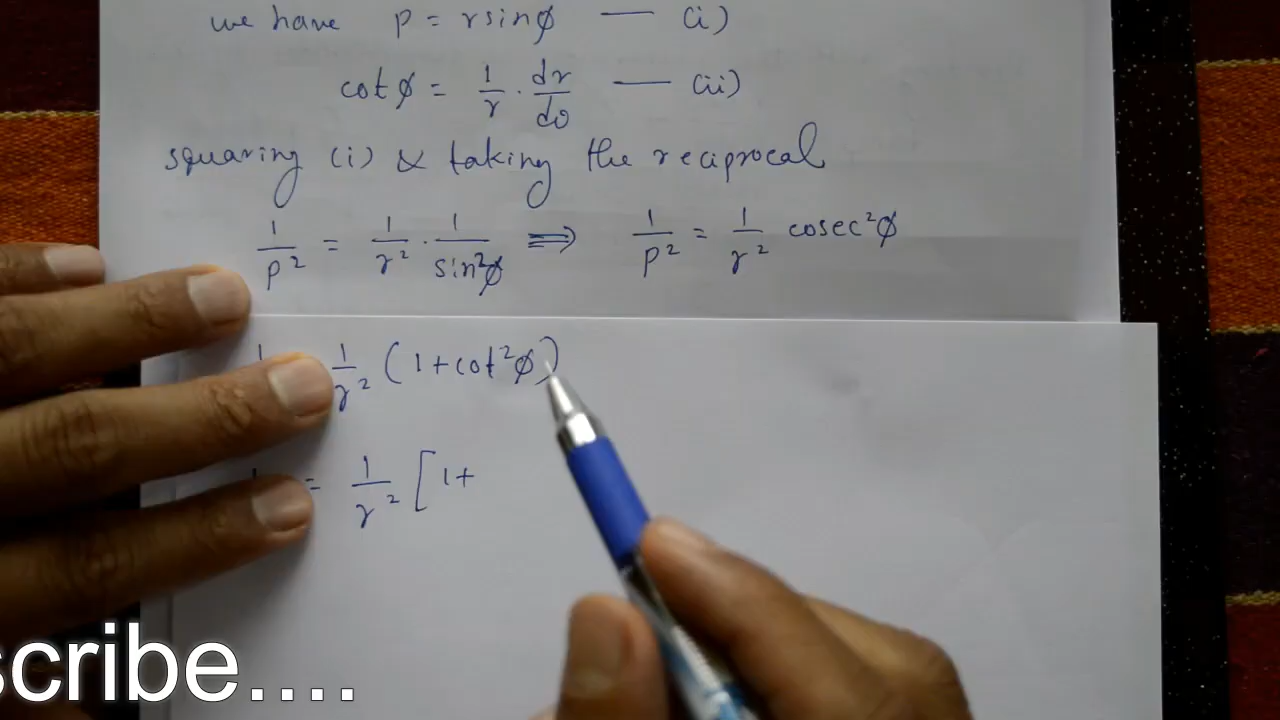 we have p = r sinφ — (i)
cot φ = 1/r · dr/dθ — (ii)
squaring (i) & taking the reciprocal
1/p² = 1/r² · 1/sin²φ ⇒ 1/p² = 1/r² cosec²φ
1/r² (1+cot²φ)
= 1/r² [1+
scribe....